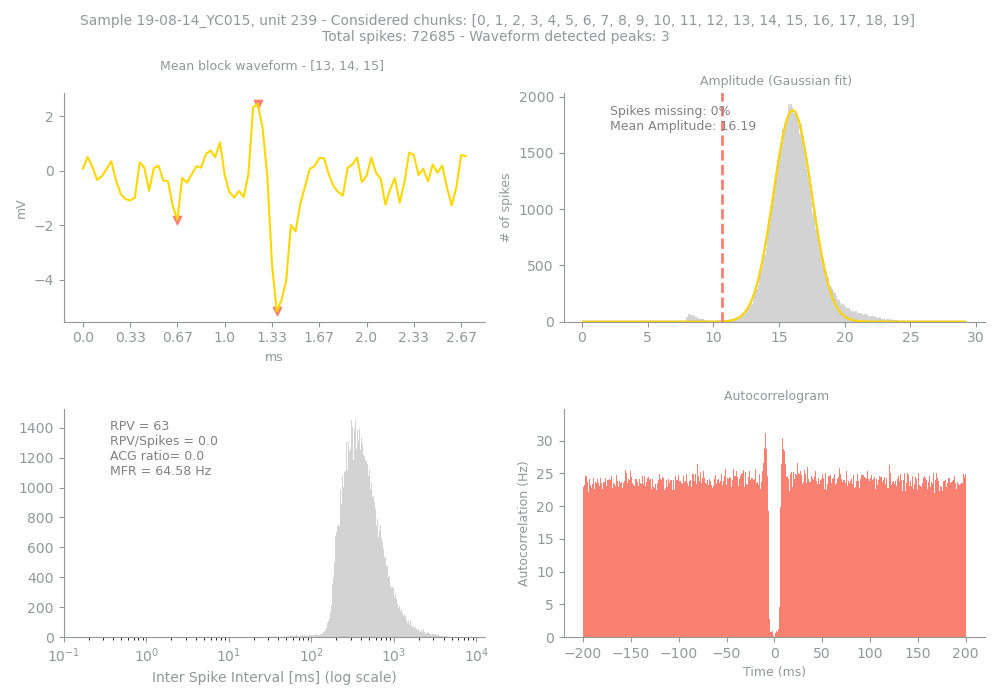 Sample 19-08-14_YC015, unit 239 - Considered chunks: [0, 1, 2, 3, 4, 5, 6, 7, 8, 9, 10, 11, 12, 13, 14, 15, 16, 17, 18, 19]
Total spikes: 72685 - Waveform detected peaks: 3
Mean block waveform - [13, 14, 15]
mV
2
0
−2
−4
0.0 0.33 0.67 1.0 1.33 1.67 2.0 2.33 2.67
ms
Amplitude (Gaussian fit)
Spikes missing: 0%
Mean Amplitude: 16.19
# of spikes
2000
1500
1000
500
0
0 5 10 15 20 25 30
RPV = 63
RPV/Spikes = 0.0
ACG ratio= 0.0
MFR = 64.58 Hz
1400
1200
1000
800
600
400
200
0
10−1 100 101 102 103 104
Inter Spike Interval [ms] (log scale)
Autocorrelogram
Autocorrelation (Hz)
30
25
20
15
10
5
0
−200 −150 −100 −50 0 50 100 150 200
Time (ms)